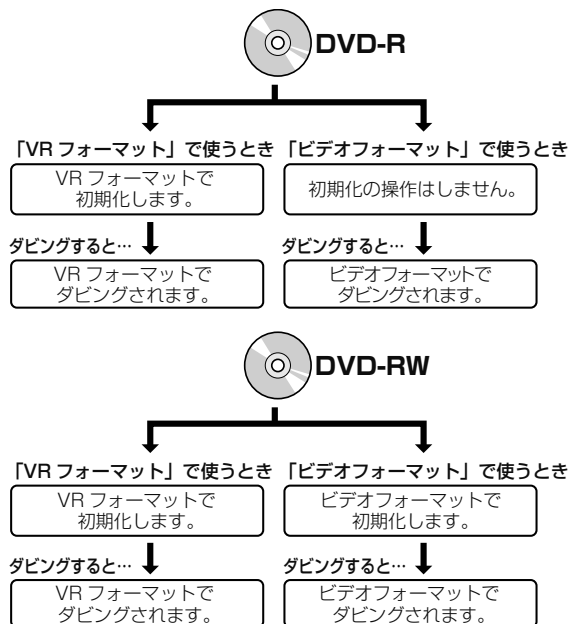 DVD-R
「VR フォーマット」で使うとき 「ビデオフォーマット」で使うとき
VR フォーマットで
初期化します。
初期化の操作はしません。
ダビングすると… ダビングすると…
VR フォーマットで
ダビングされます。
ビデオフォーマットで
ダビングされます。
DVD-RW
「VR フォーマット」で使うとき 「ビデオフォーマット」で使うとき
VR フォーマットで
初期化します。
ビデオフォーマットで
初期化します。
ダビングすると… ダビングすると…
VR フォーマットで
ダビングされます。
ビデオフォーマットで
ダビングされます。